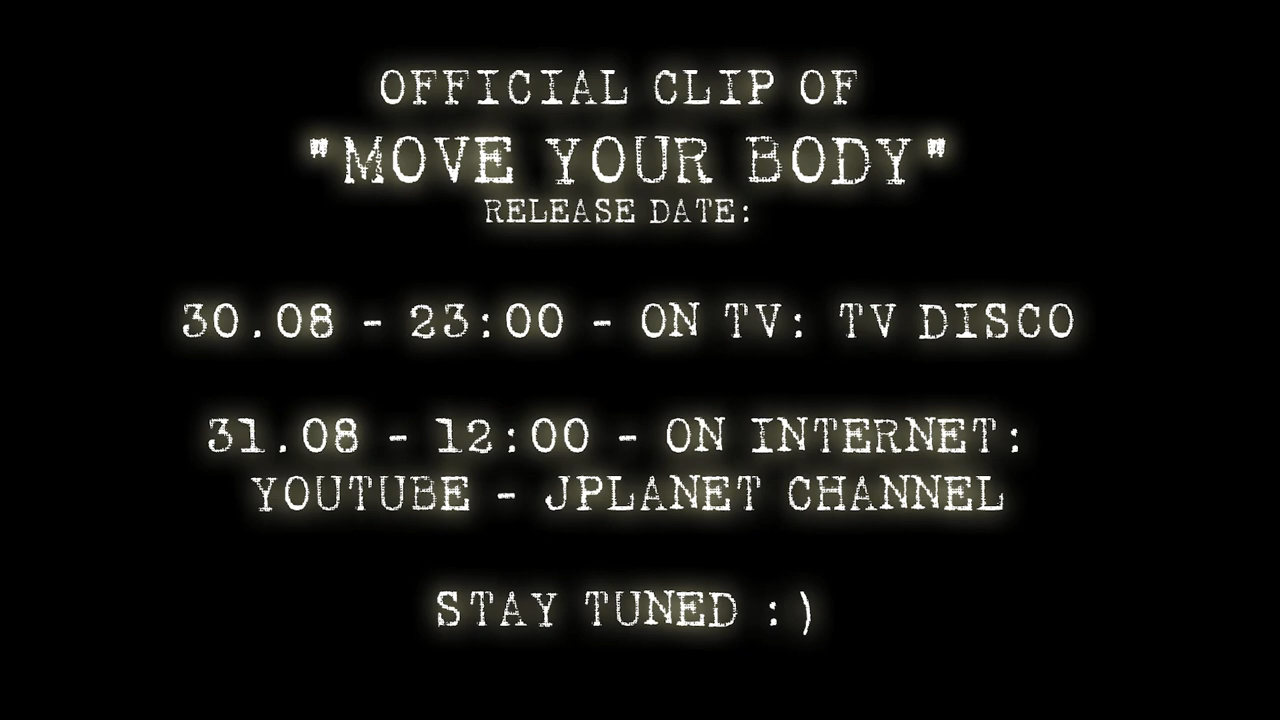 OFFICIAL CLIP OF
"MOVE YOUR BODY"
RELEASE DATE:
30.08 - 23:00 - ON TV: TV DISCO
31.08 - 12:00 - ON INTERNET:
YOUTUBE - JPLANET CHANNEL
STAY TUNED :)